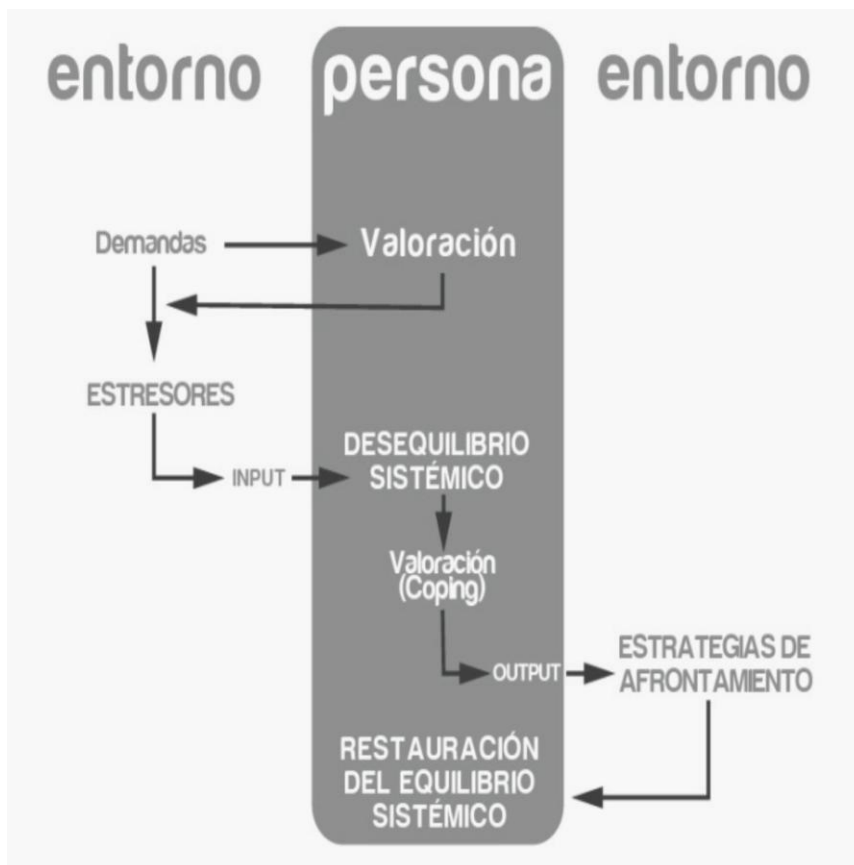 entorno persona entorno
Demandas Valoración
ESTRESORES
DESEQUILIBRIO
SISTÉMICO
INPUT
Valoración
(Coping)
OUTPUT
ESTRATEGIAS DE
AFRONTAMIENTO
RESTAURACIÓN
DEL EQUILIBRIO
SISTÉMICO